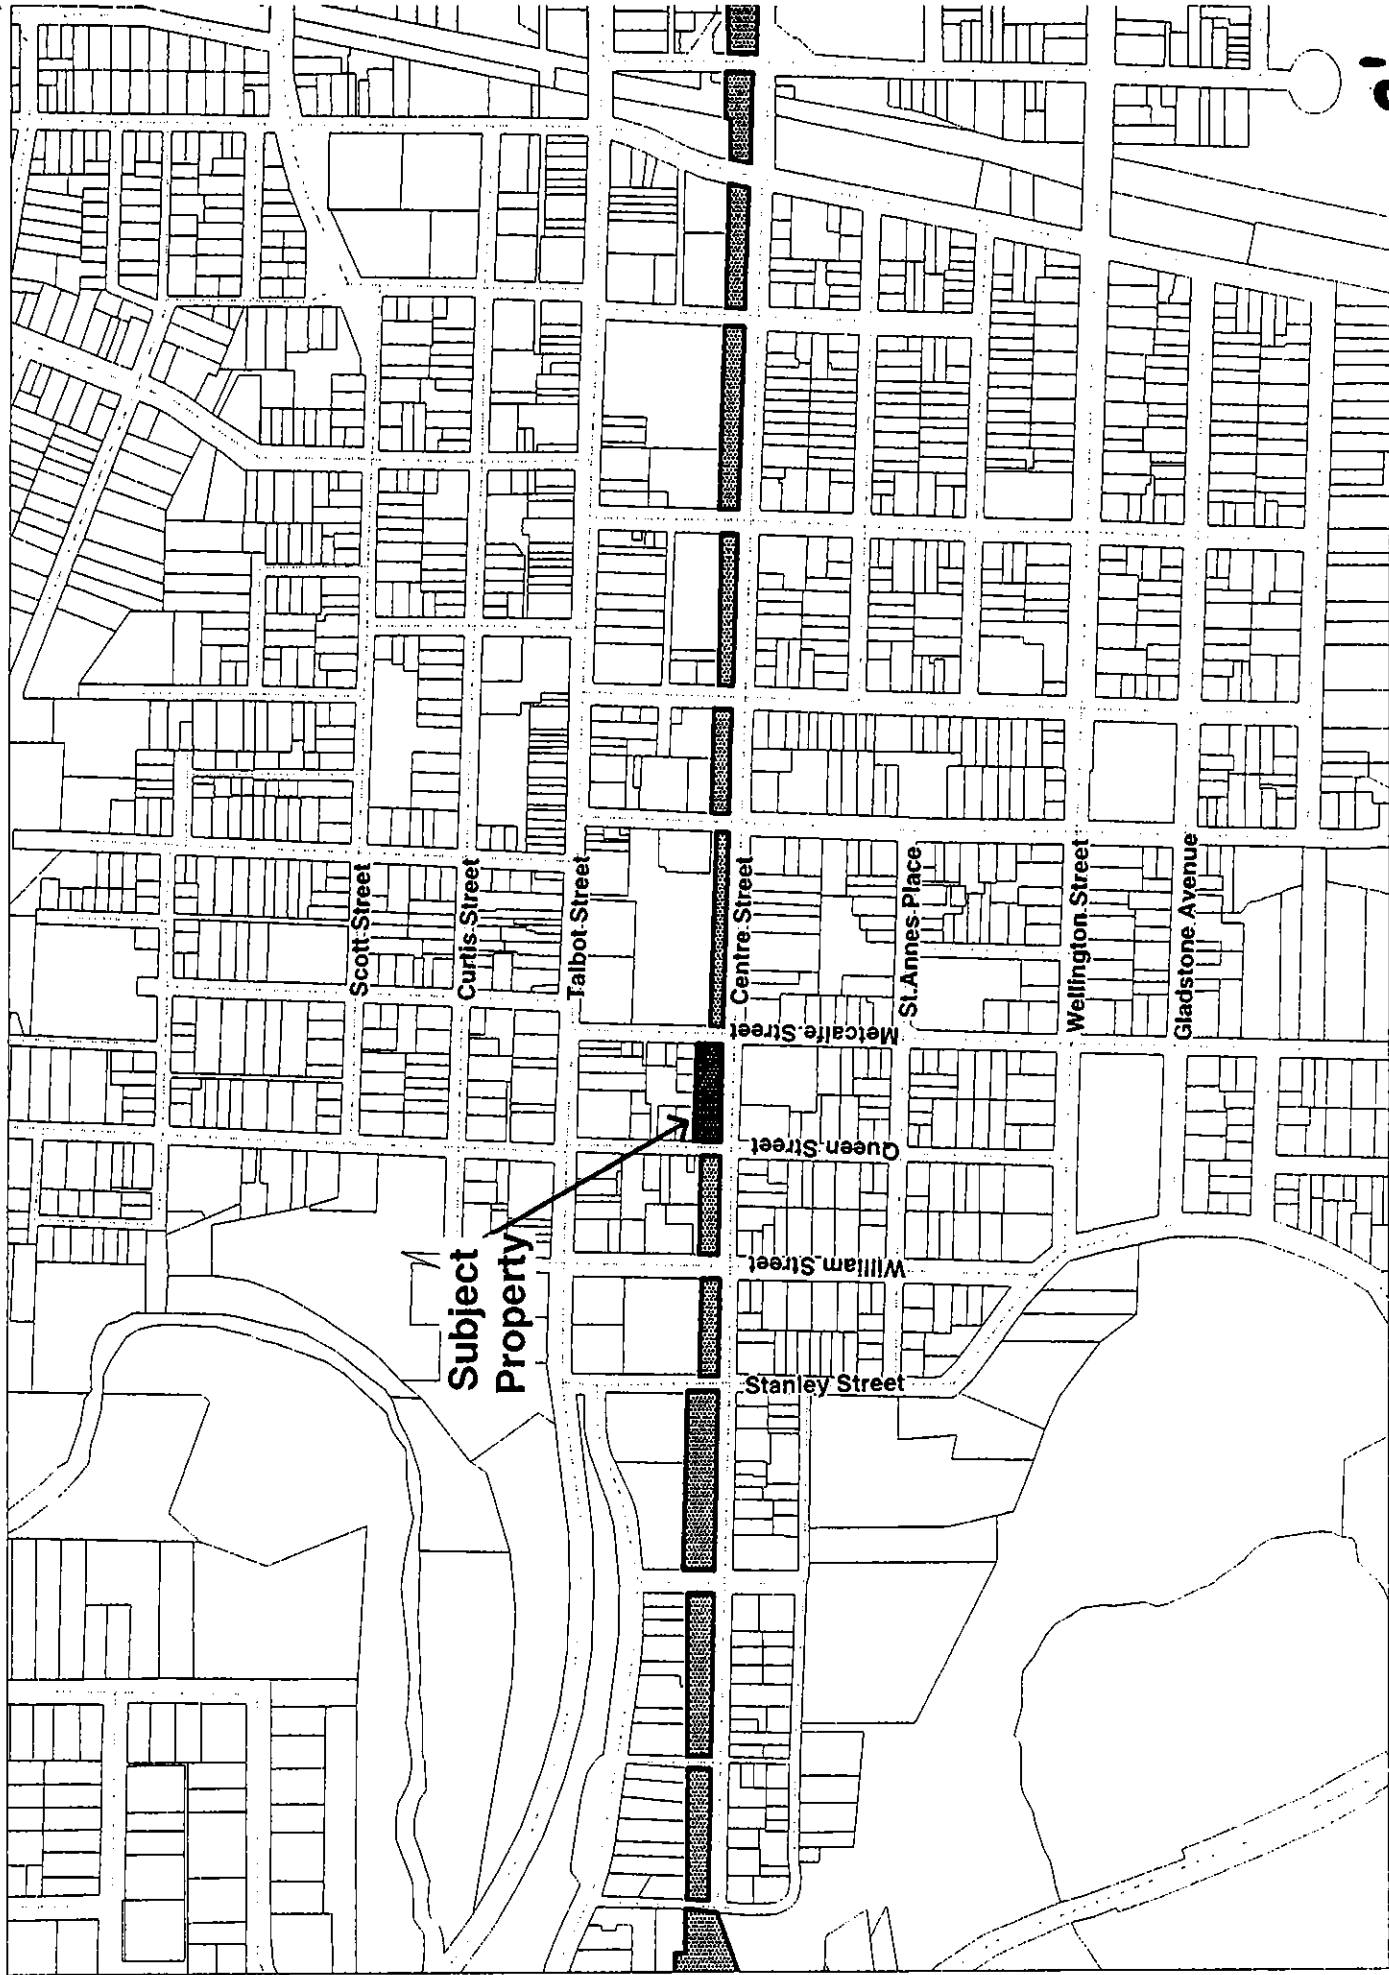 Scott Street
Curtis Street
Talbot Street
Centre Street
St. Annes Place
Wellington Street
Gladstone Avenue
Metcalfe Street
Queen Street
William Street
Stanley Street
Subject
Property